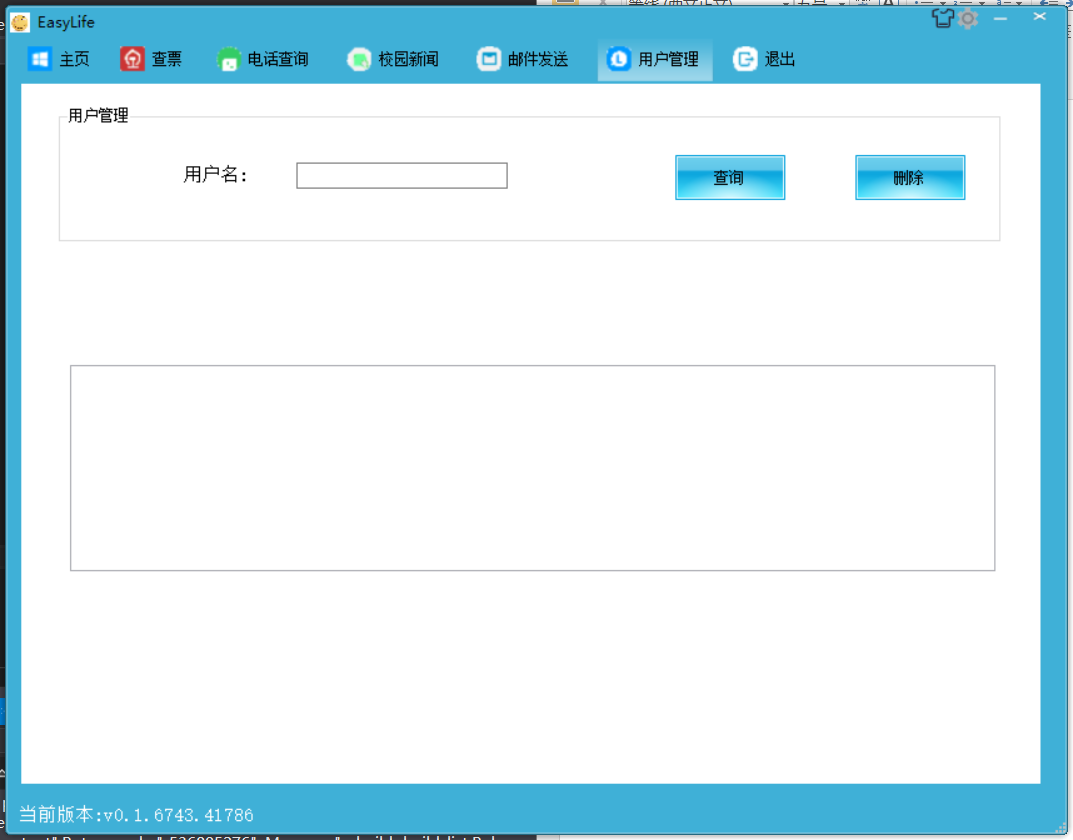 EasyLife
主页 查票 电话查询 校园新闻 邮件发送 用户管理 退出
用户管理
用户名： 查询 删除
当前版本:v0.1.6743.41786